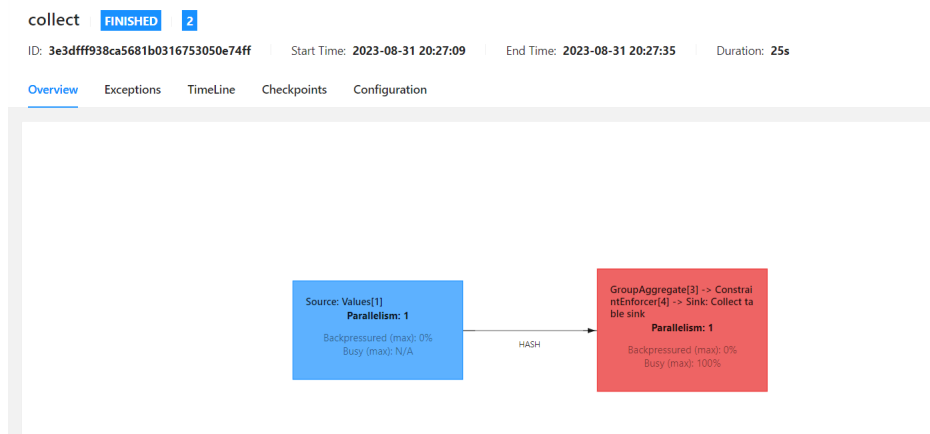 collect FINISHED 2
ID: 3e3dfff938ca5681b0316753050e74ff Start Time: 2023-08-31 20:27:09 End Time: 2023-08-31 20:27:35 Duration: 25s
Overview Exceptions TimeLine Checkpoints Configuration
Source: Values[1]
Parallelism: 1
Backpressured (max): 0%
Busy (max): N/A
HASH
GroupAggregate[3] -> Constrai
ntEnforcer[4] -> Sink: Collect ta
ble sink
Parallelism: 1
Backpressured (max): 0%
Busy (max): 100%